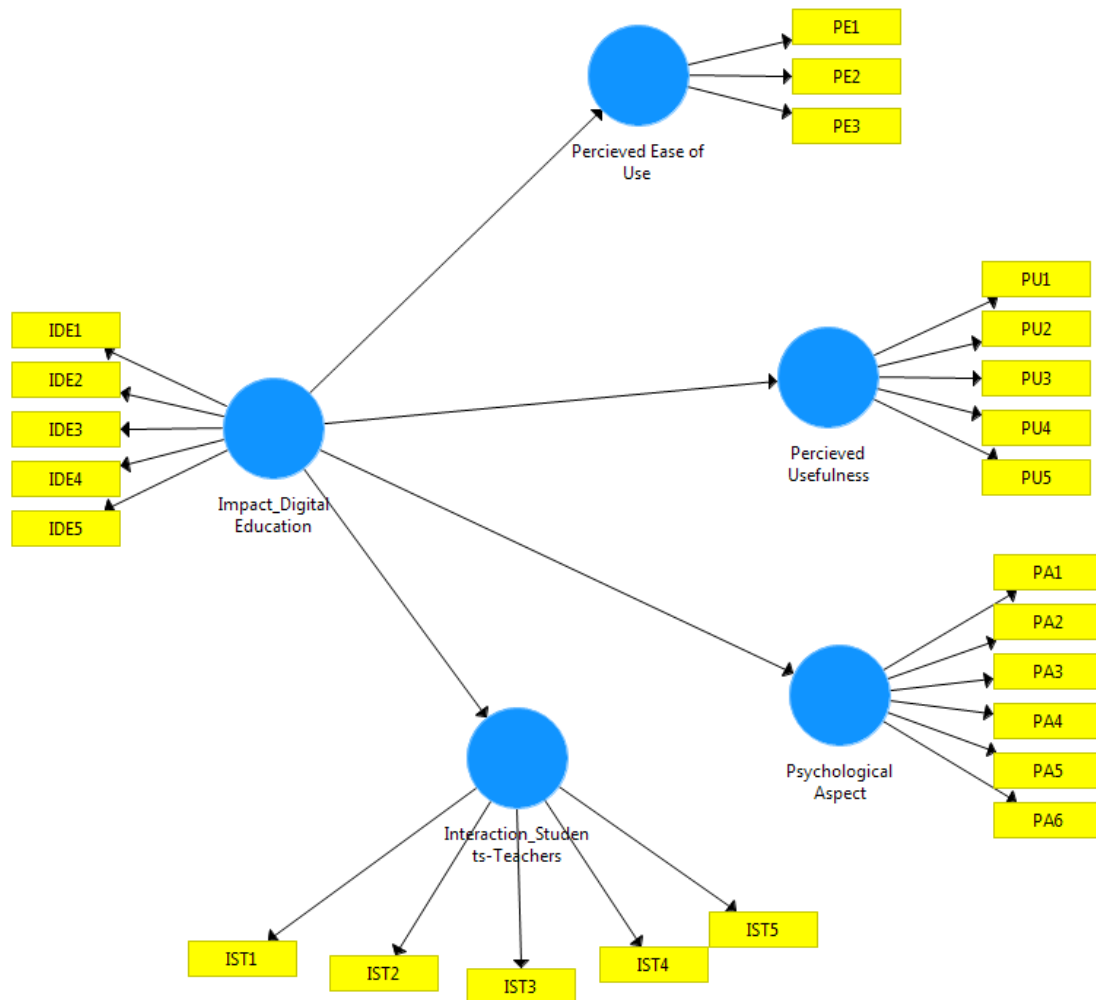 PE1
PE2
PE3
Percieved Ease of
Use
PU1
PU2
PU3
PU4
PU5
Percieved
Usefulness
IDE1
IDE2
IDE3
IDE4
IDE5
Impact_Digital
Education
PA1
PA2
PA3
PA4
PA5
PA6
Psychological
Aspect
Interaction_Studen
ts-Teachers
IST1
IST2
IST3
IST4
IST5